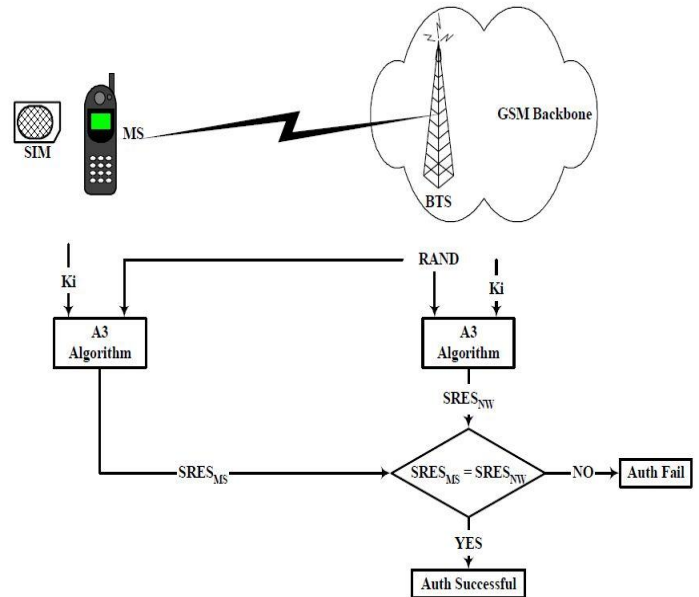 GSM Backbone
MS
SIM
BTS
RAND
Ki
Ki
A3
Algorithm
A3
Algorithm
SRES_NW
SRES_MS
SRES_MS = SRES_NW
NO
Auth Fail
YES
Auth Successful